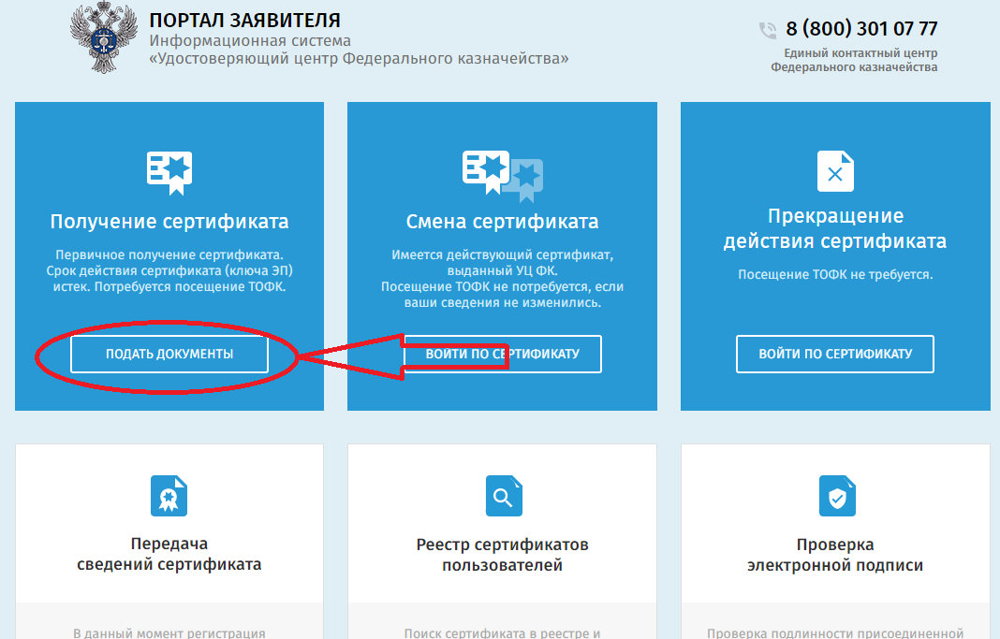 ПОРТАЛ ЗАЯВИТЕЛЯ
Информационная система
«Удостоверяющий центр Федерального казначейства»
8 (800) 301 07 77
Единый контактный центр
Федерального казначейства
Получение сертификата
Первичное получение сертификата.
Срок действия сертификата (ключа ЭП)
истек. Потребуется посещение ТОФК.
ПОДАТЬ ДОКУМЕНТЫ
Смена сертификата
Имеется действующий сертификат,
выданный УЦ ФК.
Посещение ТОФК не потребуется, если
ваши сведения не изменились.
ВОЙТИ ПО СЕРТИФИКАТУ
Прекращение
действия сертификата
Посещение ТОФК не требуется.
ВОЙТИ ПО СЕРТИФИКАТУ
Передача
сведений сертификата
В данный момент регистрация
Реестр сертификатов
пользователей
Поиск сертификата в реестре и
Проверка
электронной подписи
Проверка подлинности присоединенной